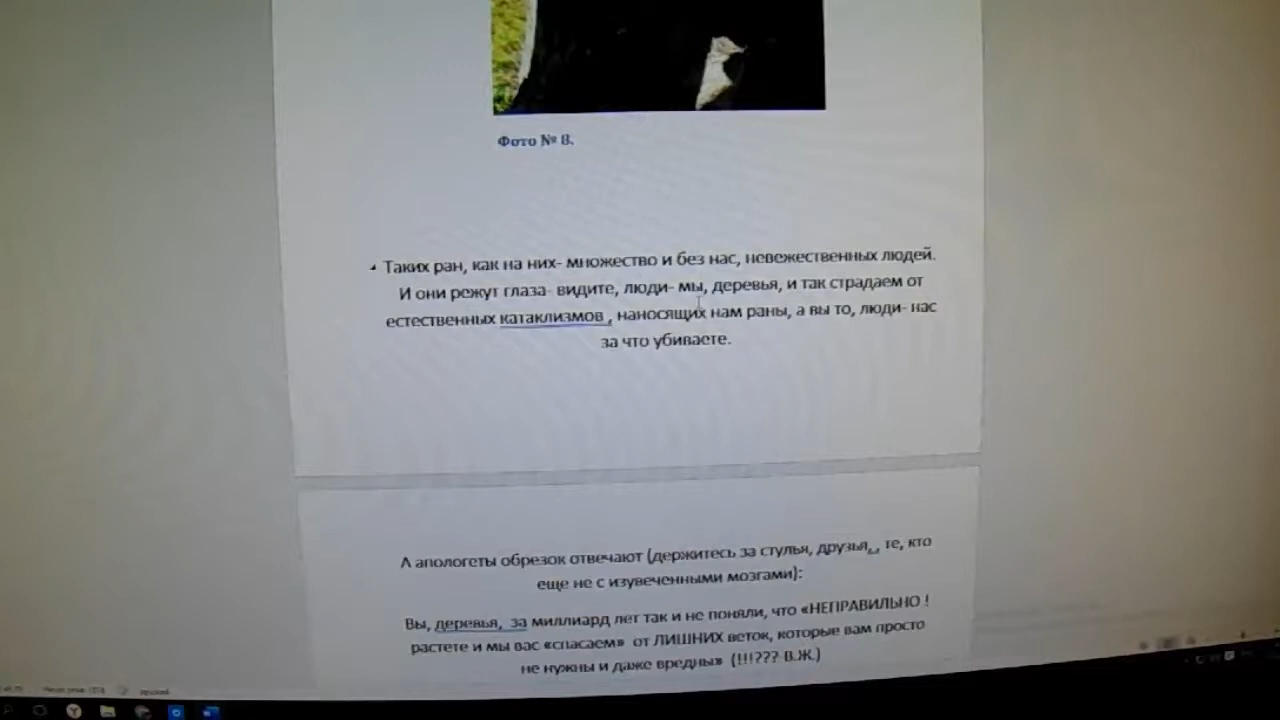 Фото № 8.
Таких ран, как на них- множество и без нас, невежественных людей.
И они режут глаза- видите, люди- мы, деревья, и так страдаем от
естественных катаклизмов , наносящих нам раны, а вы то, люди- нас
за что убиваете.
А апологеты обрезок отвечают (держитесь за стулья, друзья, , те, кто
еще не с изувеченными мозгами):
Вы, деревья, за миллиард лет так и не поняли, что «НЕПРАВИЛЬНО !
растете и мы вас «спасаем» от ЛИШНИХ веток, которые вам просто
не нужны и даже вредны» (!!!??? В.Ж.)